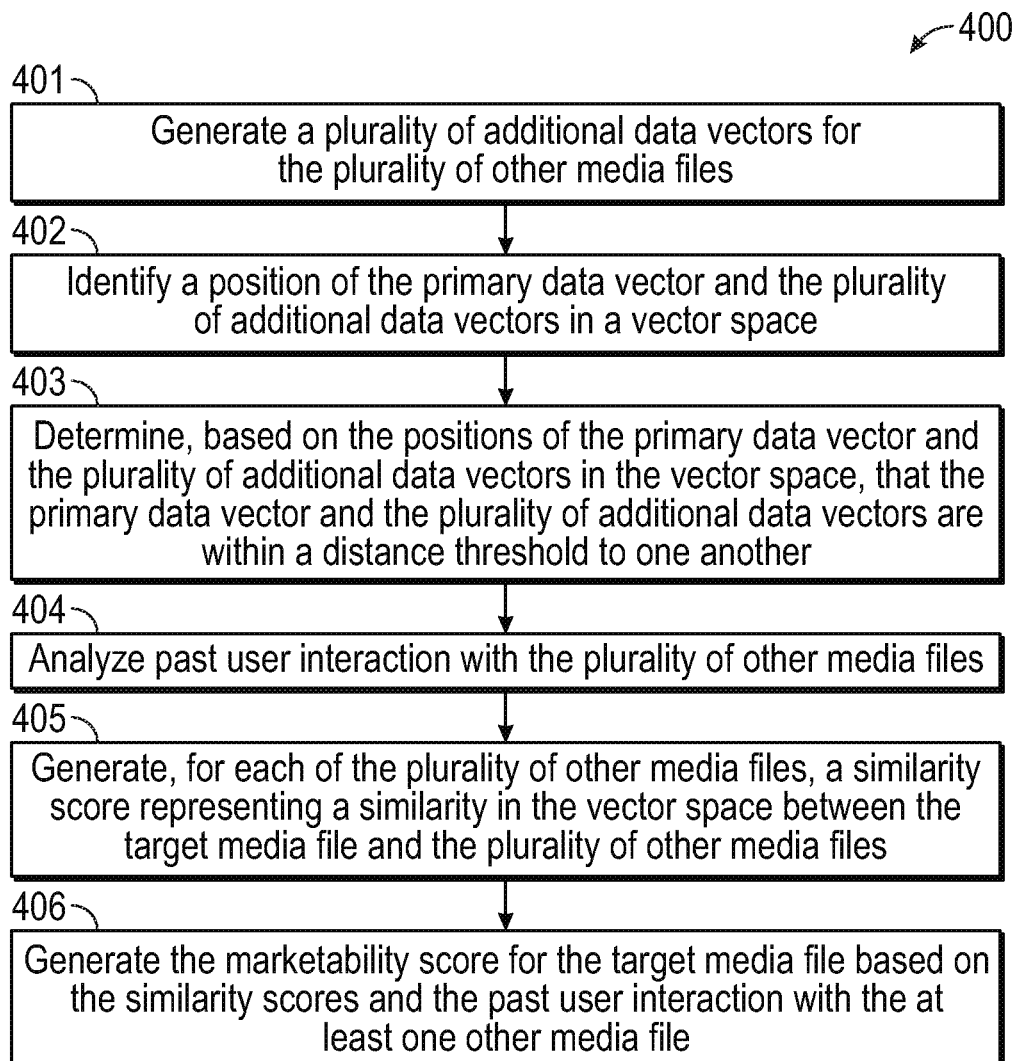 400
401
Generate a plurality of additional data vectors for
the plurality of other media files
402
Identify a position of the primary data vector and the plurality
of additional data vectors in a vector space
403
Determine, based on the positions of the primary data vector and
the plurality of additional data vectors in the vector space, that the
primary data vector and the plurality of additional data vectors are
within a distance threshold to one another
404
Analyze past user interaction with the plurality of other media files
405
Generate, for each of the plurality of other media files, a similarity
score representing a similarity in the vector space between the
target media file and the plurality of other media files
406
Generate the marketability score for the target media file based on
the similarity scores and the past user interaction with the at
least one other media file